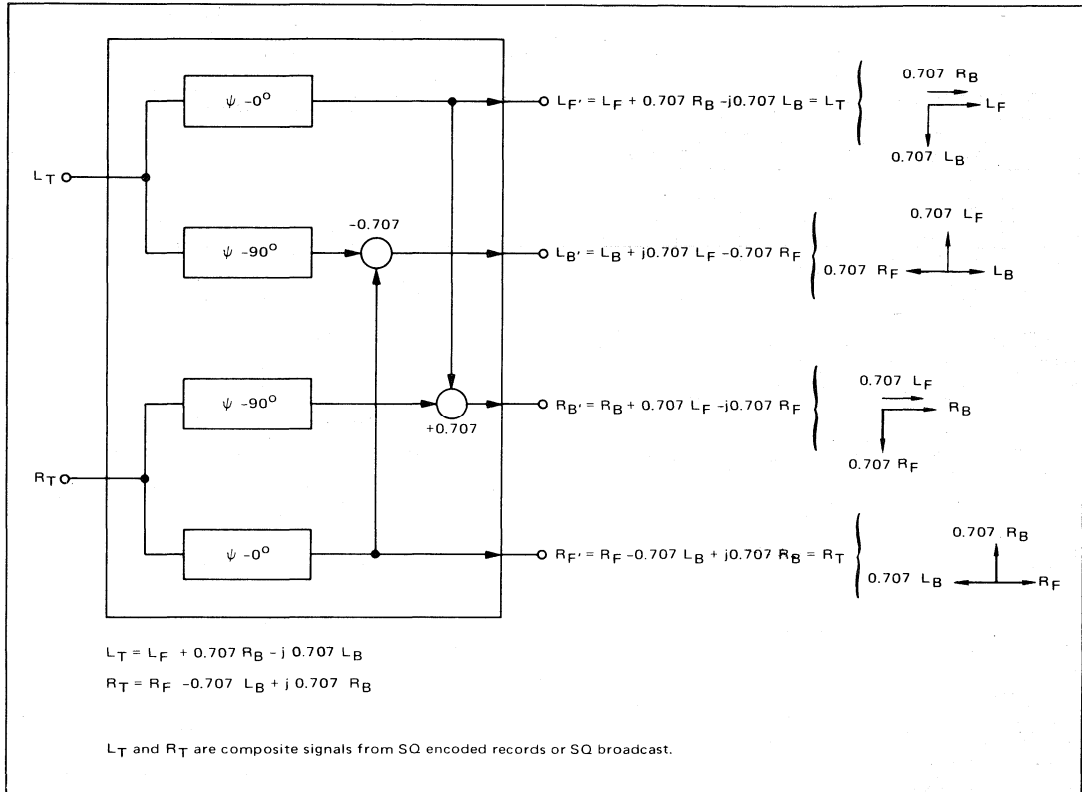 ψ -0°
L_F' = L_F + 0.707 R_B -j0.707 L_B = L_T
0.707 R_B
L_F
0.707 L_B
L_T
-0.707
ψ -90°
L_B' = L_B + j0.707 L_F -0.707 R_F
0.707 L_F
0.707 R_F
L_B
ψ -90°
+0.707
R_B' = R_B + 0.707 L_F -j0.707 R_F
0.707 L_F
R_B
0.707 R_F
R_T
ψ -0°
R_F' = R_F -0.707 L_B + j0.707 R_B = R_T
0.707 R_B
0.707 L_B
R_F
L_T = L_F + 0.707 R_B - j 0.707 L_B
R_T = R_F -0.707 L_B + j 0.707 R_B
L_T and R_T are composite signals from SQ encoded records or SQ broadcast.